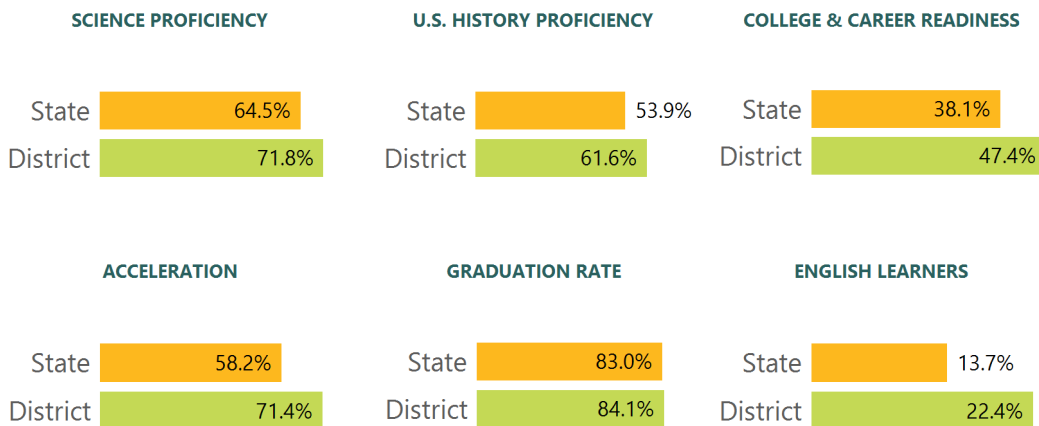 SCIENCE PROFICIENCY
State 64.5%
District 71.8%
U.S. HISTORY PROFICIENCY
State 53.9%
District 61.6%
COLLEGE & CAREER READINESS
State 38.1%
District 47.4%
ACCELERATION
State 58.2%
District 71.4%
GRADUATION RATE
State 83.0%
District 84.1%
ENGLISH LEARNERS
State 13.7%
District 22.4%